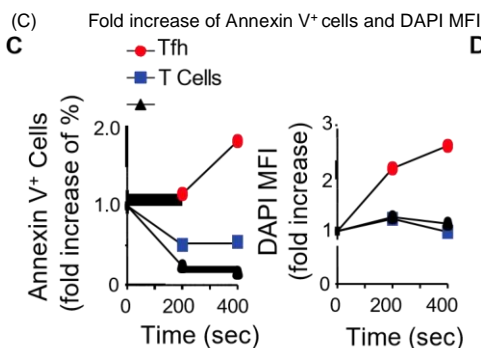 (C) Fold increase of Annexin V⁺ cells and DAPI MFI
C
D
Tfh
T Cells
Annexin V⁺ Cells
(fold increase of %)
2.0
1.0
0
0 200 400
Time (sec)
DAPI MFI
(fold increase)
3
2
1
0
0 200 400
Time (sec)